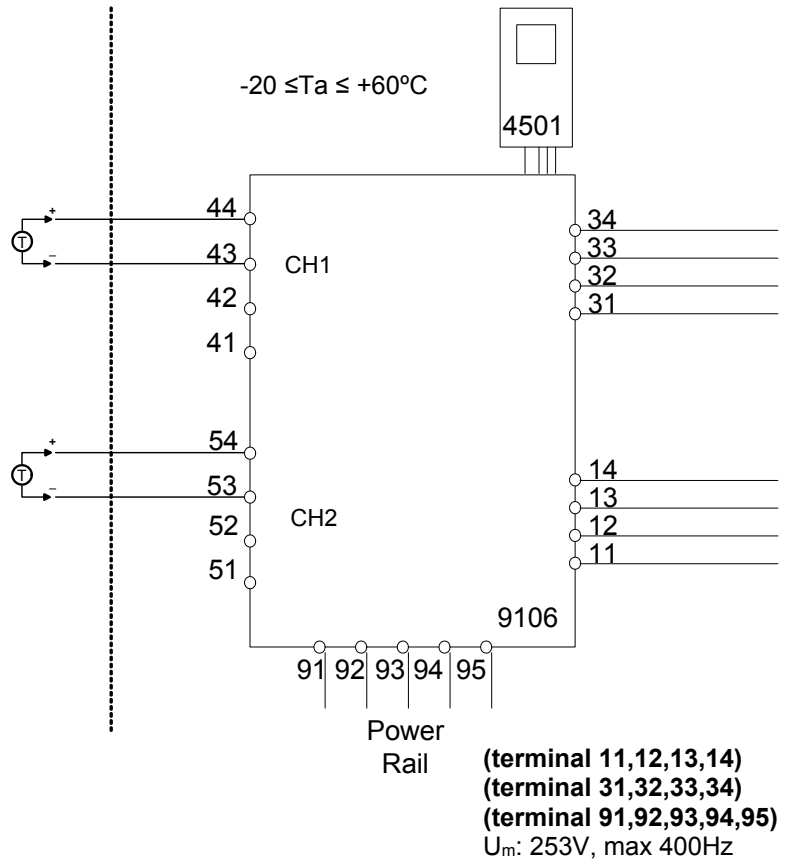 -20 ≤Ta ≤ +60ºC
4501
+
T
–
44
43
42
41
CH1
34
33
32
31
+
T
–
54
53
52
51
CH2
14
13
12
11
9106
91 92 93 94 95
Power
Rail
(terminal 11,12,13,14)
(terminal 31,32,33,34)
(terminal 91,92,93,94,95)
Um: 253V, max 400Hz